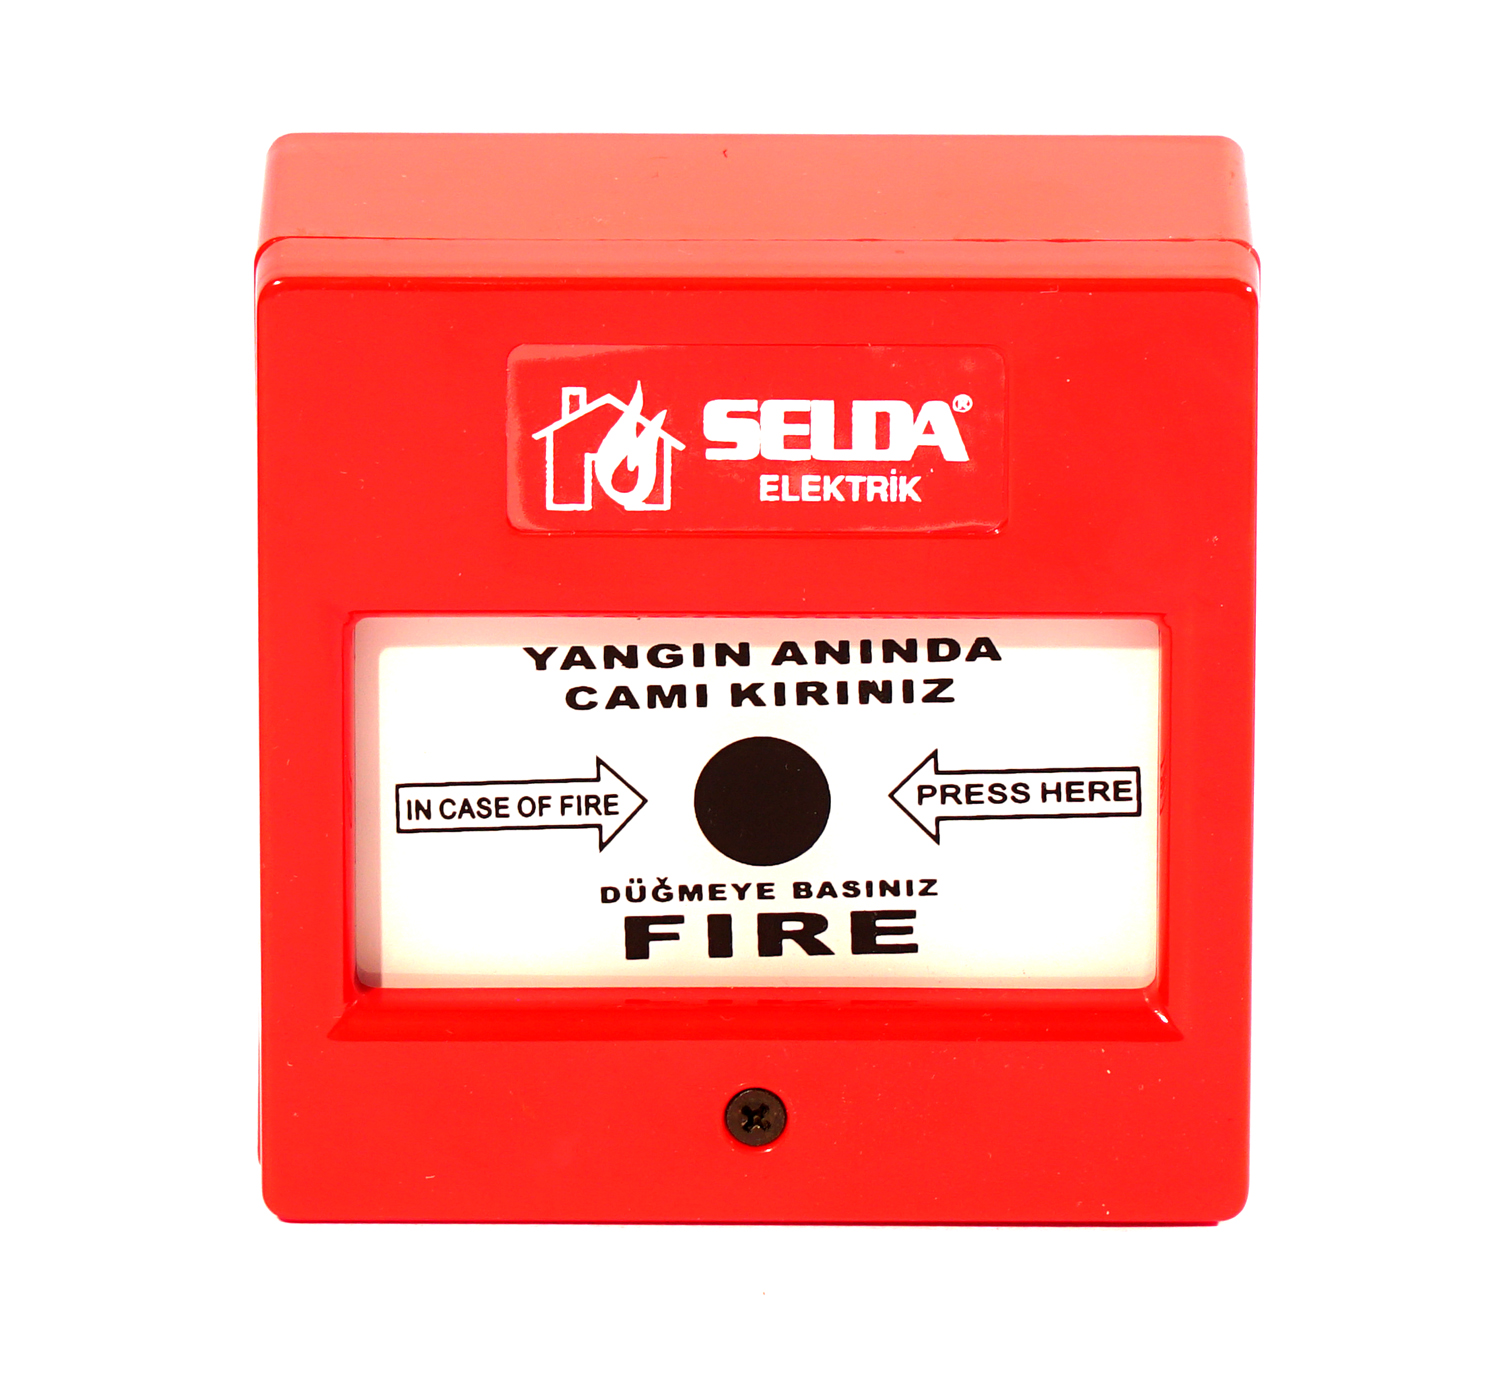 SELDA®
ELEKTRİK
YANGIN ANINDA
CAMI KIRINIZ
IN CASE OF FIRE
PRESS HERE
DÜĞMEYE BASINIZ
FIRE